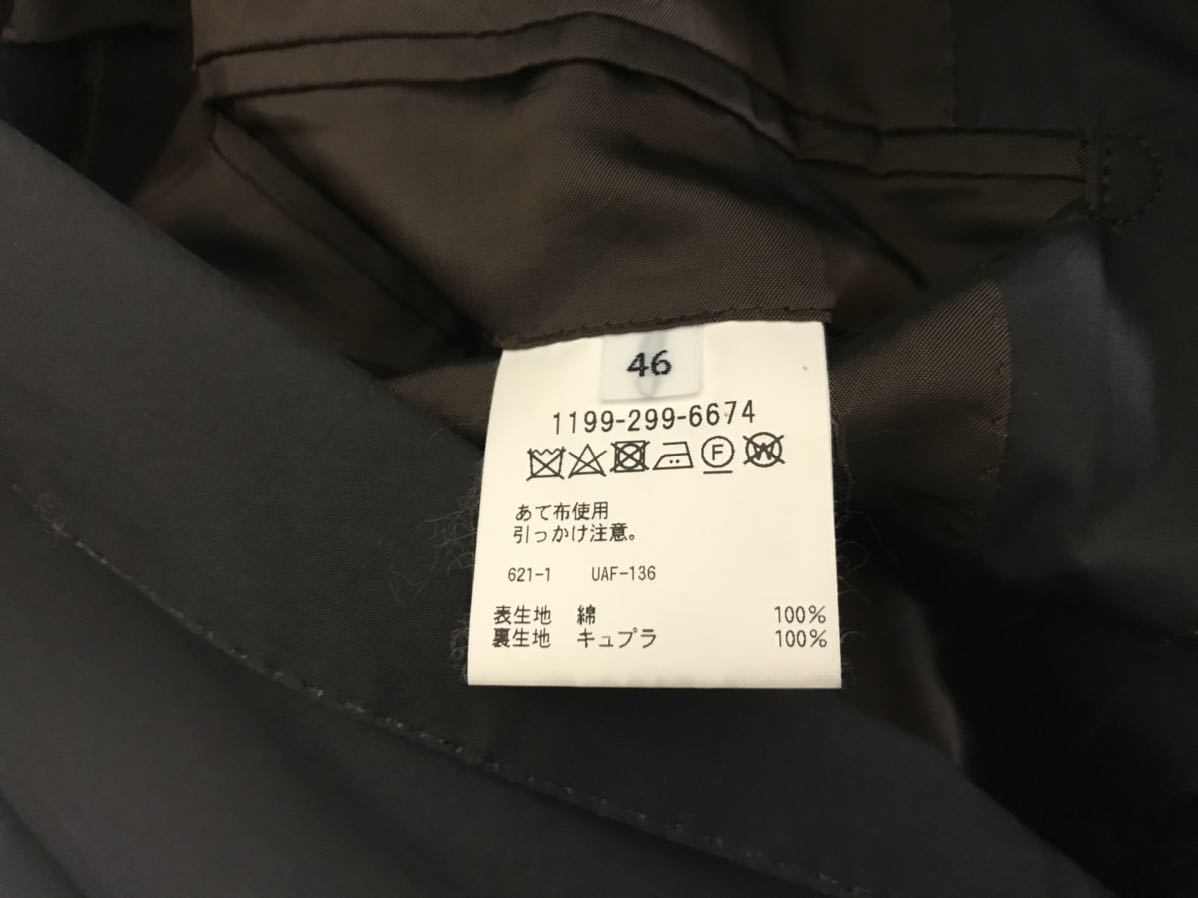 46
1199-299-6674
F W
あて布使用
引っかけ注意。
621-1 UAF-136
表生地 綿 100%
裏生地 キュプラ 100%